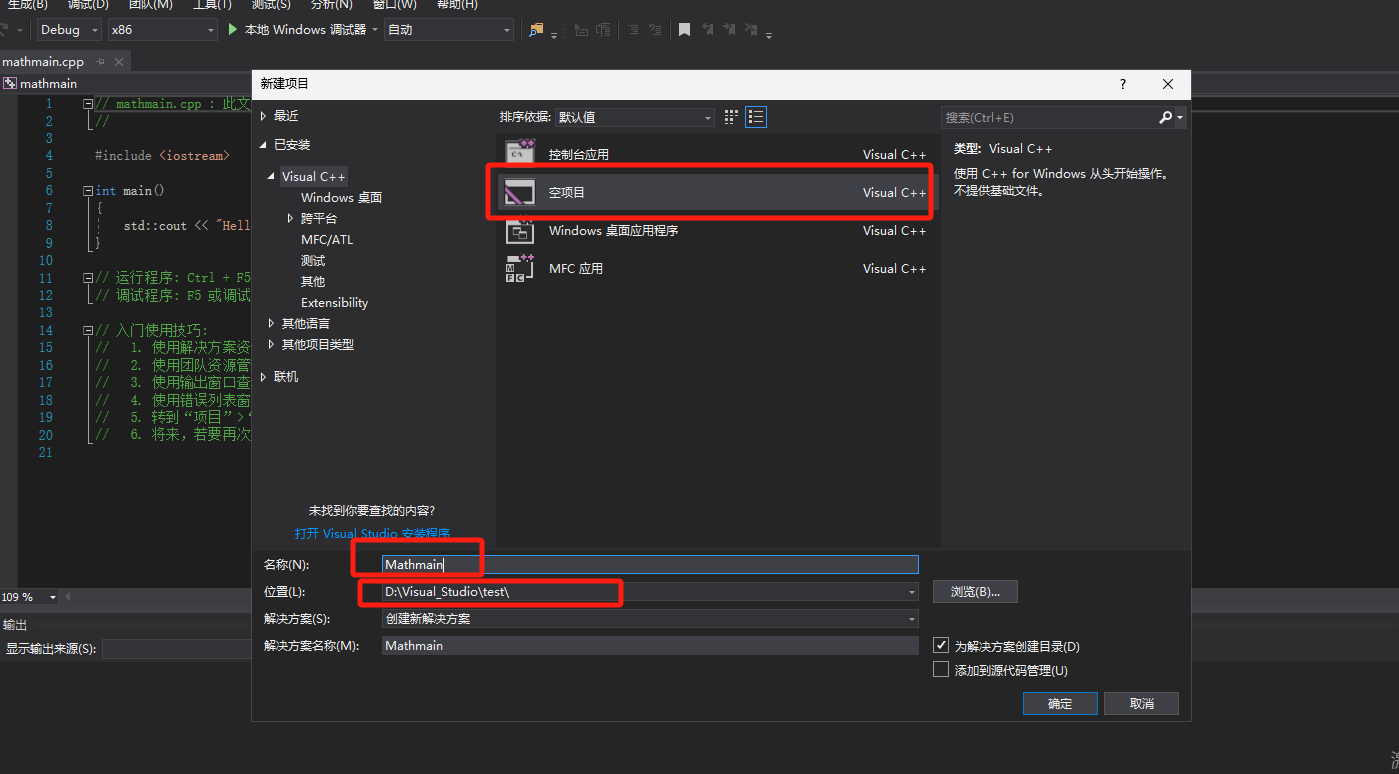 生成(B) 调试(D) 团队(M) 工具(T) 测试(S) 分析(N) 窗口(W) 帮助(H)
Debug x86 本地 Windows 调试器 自动
mathmain.cpp
mathmain
1 // mathmain.cpp : 此文
2 //
3
4 #include <iostream>
5
6 int main()
7 {
8 std::cout << "Hell
9 }
10
11 // 运行程序: Ctrl + F5
12 // 调试程序: F5 或调试
13
14 // 入门使用技巧:
15 // 1. 使用解决方案资
16 // 2. 使用团队资源管
17 // 3. 使用输出窗口查
18 // 4. 使用错误列表窗
19 // 5. 转到“项目”>“
20 // 6. 将来，若要再次
21
109 %
输出
显示输出来源(S):
新建项目
?
最近
已安装
Visual C++
Windows 桌面
跨平台
MFC/ATL
测试
其他
Extensibility
其他语言
其他项目类型
联机
未找到你要查找的内容?
打开 Visual Studio 安装程序
排序依据: 默认值
控制台应用 Visual C++
空项目 Visual C++
Windows 桌面应用程序 Visual C++
MFC 应用 Visual C++
搜索(Ctrl+E)
类型: Visual C++
使用 C++ for Windows 从头开始操作。
不提供基础文件。
名称(N): Mathmain
位置(L): D:\Visual_Studio\test\
浏览(B)...
解决方案(S): 创建新解决方案
解决方案名称(M): Mathmain
为解决方案创建目录(D)
添加到源代码管理(U)
确定 取消